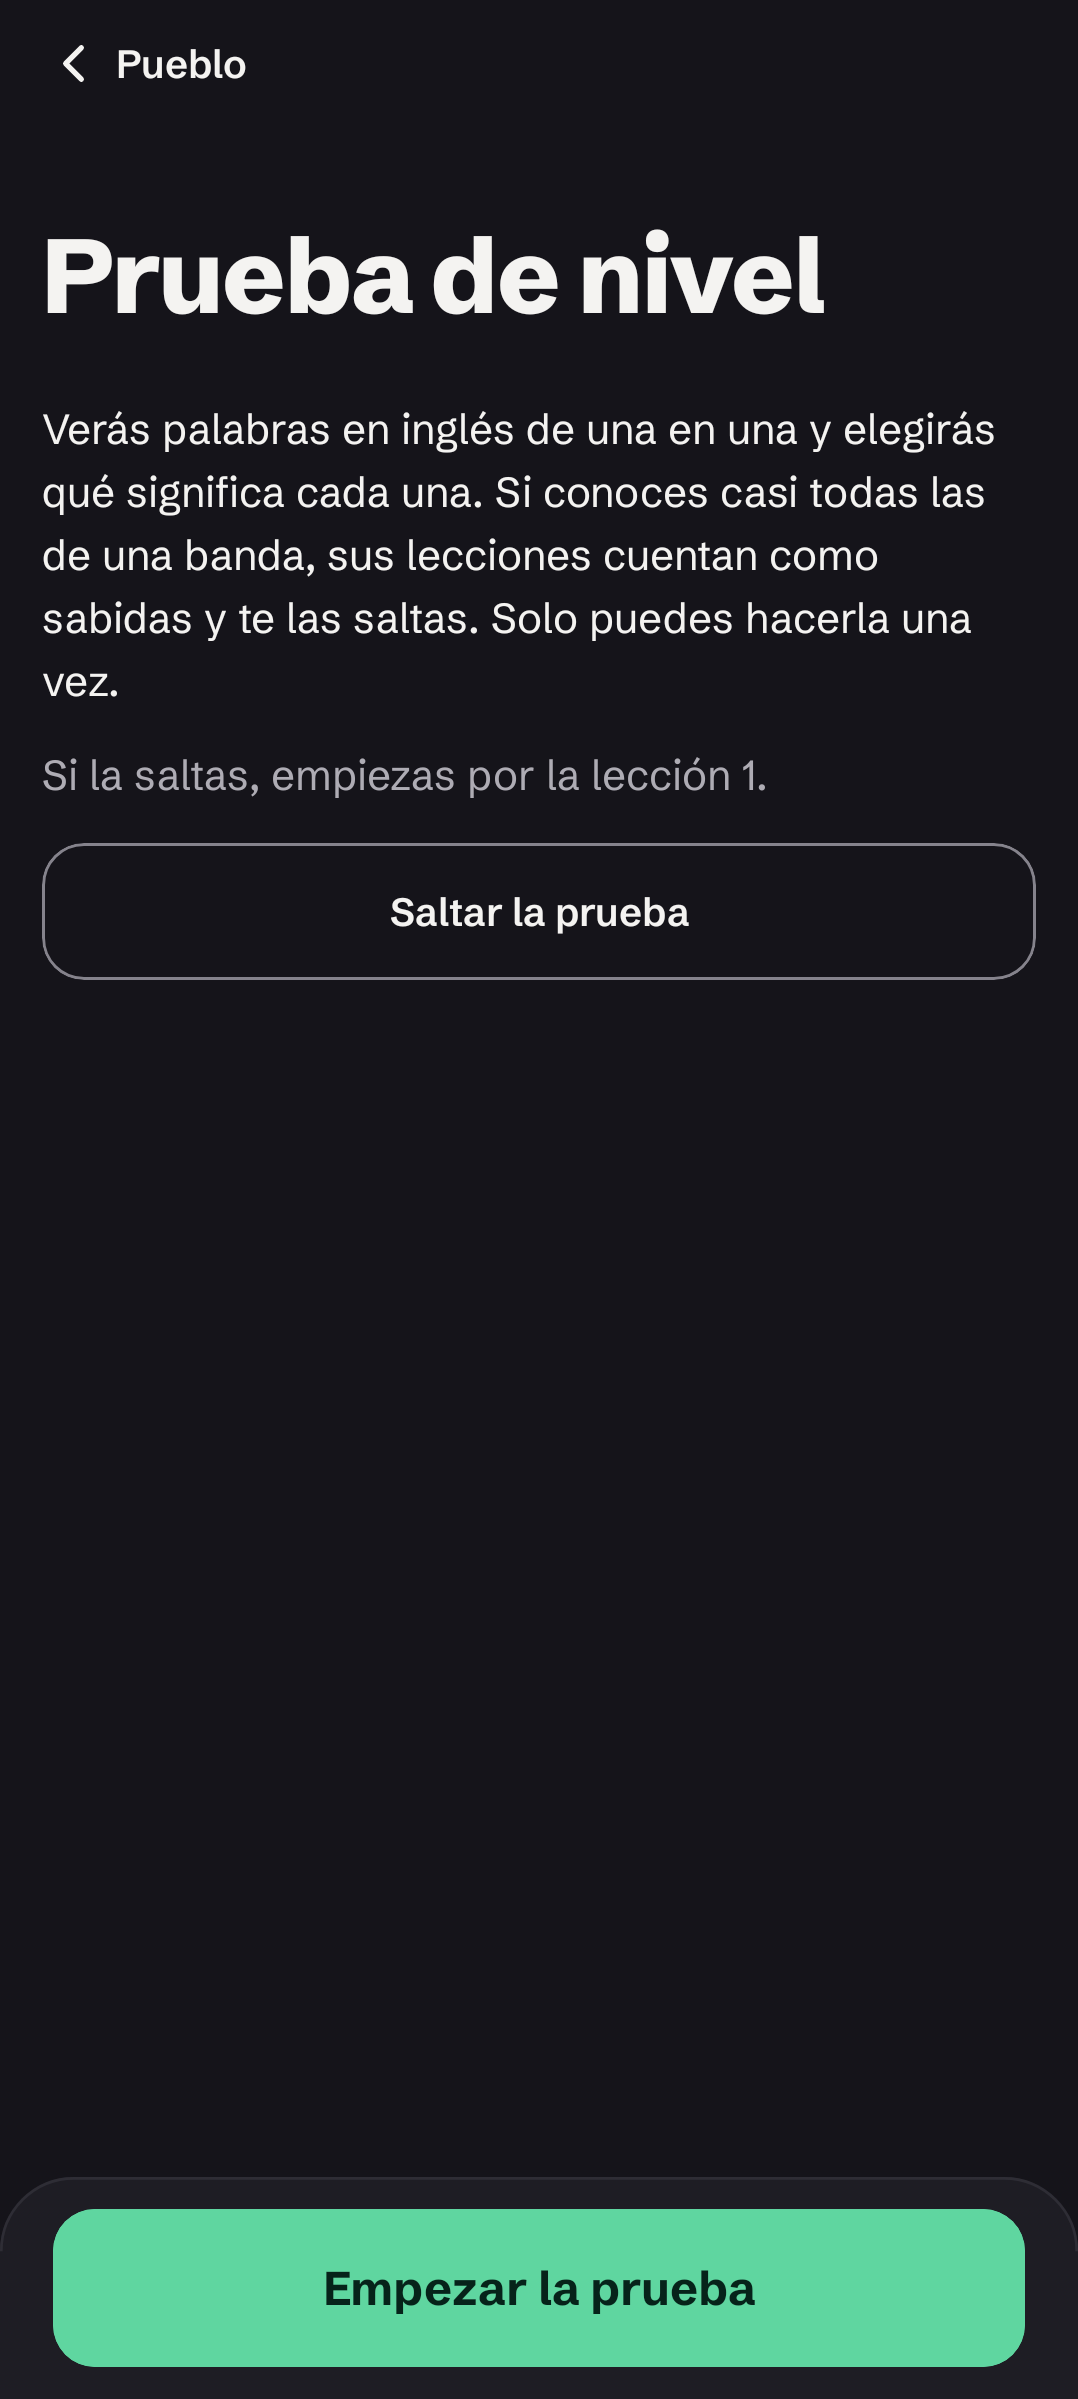 Pueblo
Prueba de nivel
Verás palabras en inglés de una en una y elegirás
qué significa cada una. Si conoces casi todas las
de una banda, sus lecciones cuentan como
sabidas y te las saltas. Solo puedes hacerla una
vez.
Si la saltas, empiezas por la lección 1.
Saltar la prueba
Empezar la prueba